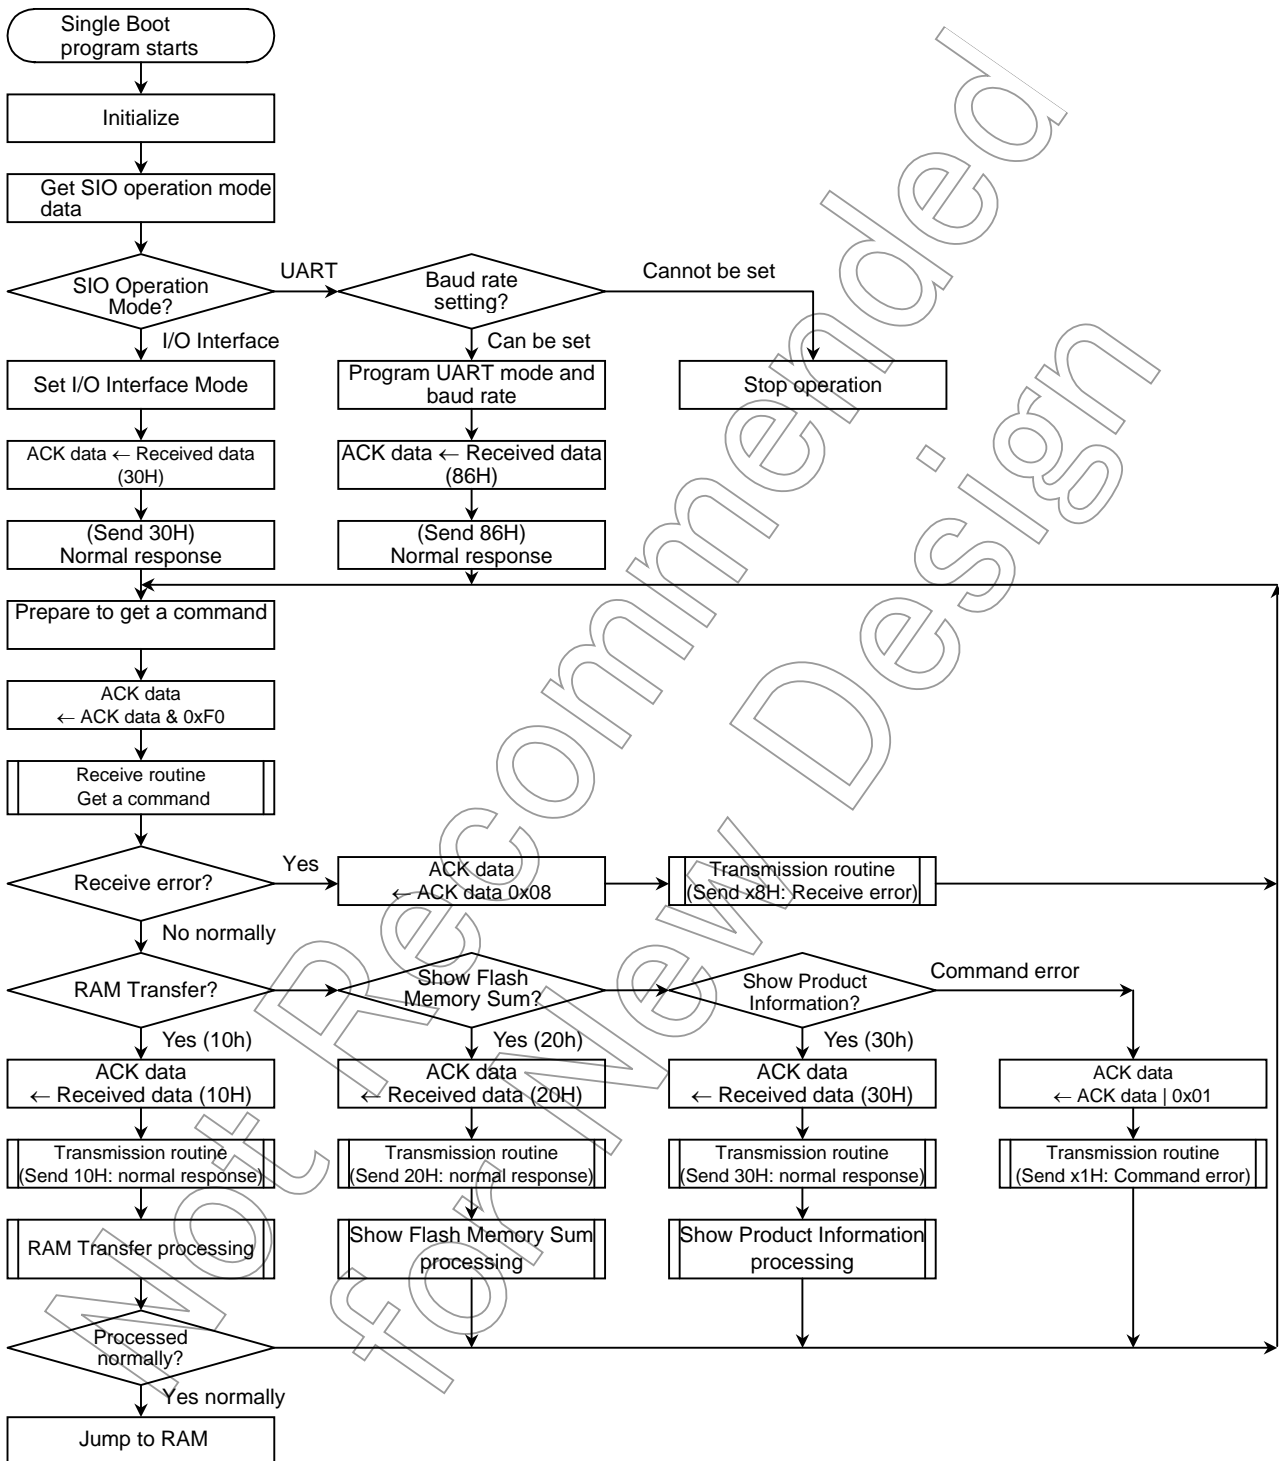 Single Boot
program starts
Initialize
Get SIO operation mode
data
SIO Operation
Mode?
UART
Baud rate
setting?
Cannot be set
I/O Interface
Can be set
Set I/O Interface Mode
Program UART mode and
baud rate
Stop operation
ACK data ← Received data
(30H)
ACK data ← Received data
(86H)
(Send 30H)
Normal response
(Send 86H)
Normal response
Prepare to get a command
ACK data
← ACK data & 0xF0
Receive routine
Get a command
Receive error?
Yes
ACK data
← ACK data 0x08
Transmission routine
(Send x8H: Receive error)
No normally
RAM Transfer?
Show Flash
Memory Sum?
Show Product
Information?
Command error
Yes (10h)
Yes (20h)
Yes (30h)
ACK data
← Received data (10H)
ACK data
← Received data (20H)
ACK data
← Received data (30H)
ACK data
← ACK data | 0x01
Transmission routine
(Send 10H: normal response)
Transmission routine
(Send 20H: normal response)
Transmission routine
(Send 30H: normal response)
Transmission routine
(Send x1H: Command error)
RAM Transfer processing
Show Flash Memory Sum
processing
Show Product Information
processing
Processed
normally?
Yes normally
Jump to RAM
Not Recommended
for New Design